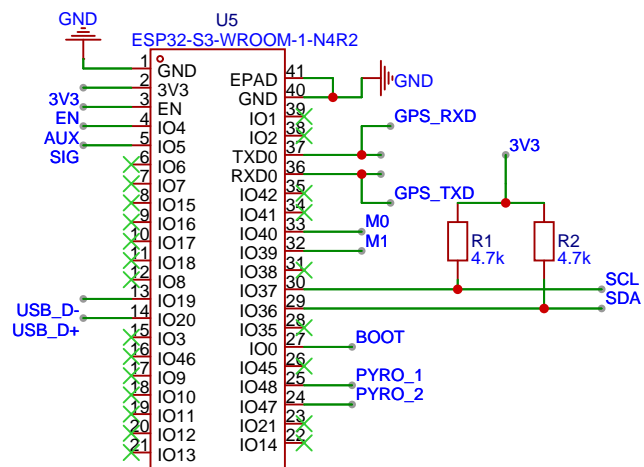 U5
ESP32-S3-WROOM-1-N4R2
GND
1 GND
2 3V3
3 EN
4 IO4
5 IO5
6 IO6
7 IO7
8 IO15
9 IO16
10 IO17
11 IO18
12 IO8
13 IO19
14 IO20
15 IO3
16 IO46
17 IO9
18 IO10
19 IO11
20 IO12
21 IO13
3V3
EN
AUX
SIG
USB_D-
USB_D+
EPAD 41
GND 40
IO1 39
IO2 38
TXD0 37
RXD0 36
IO42 35
IO41 34
IO40 33
IO39 32
IO38 31
IO37 30
IO36 29
IO35 28
IO0 27
IO45 26
IO48 25
IO47 24
IO21 23
IO14 22
GND
GPS_RXD
GPS_TXD
M0
M1
BOOT
PYRO_1
PYRO_2
3V3
R1
4.7k
R2
4.7k
SCL
SDA